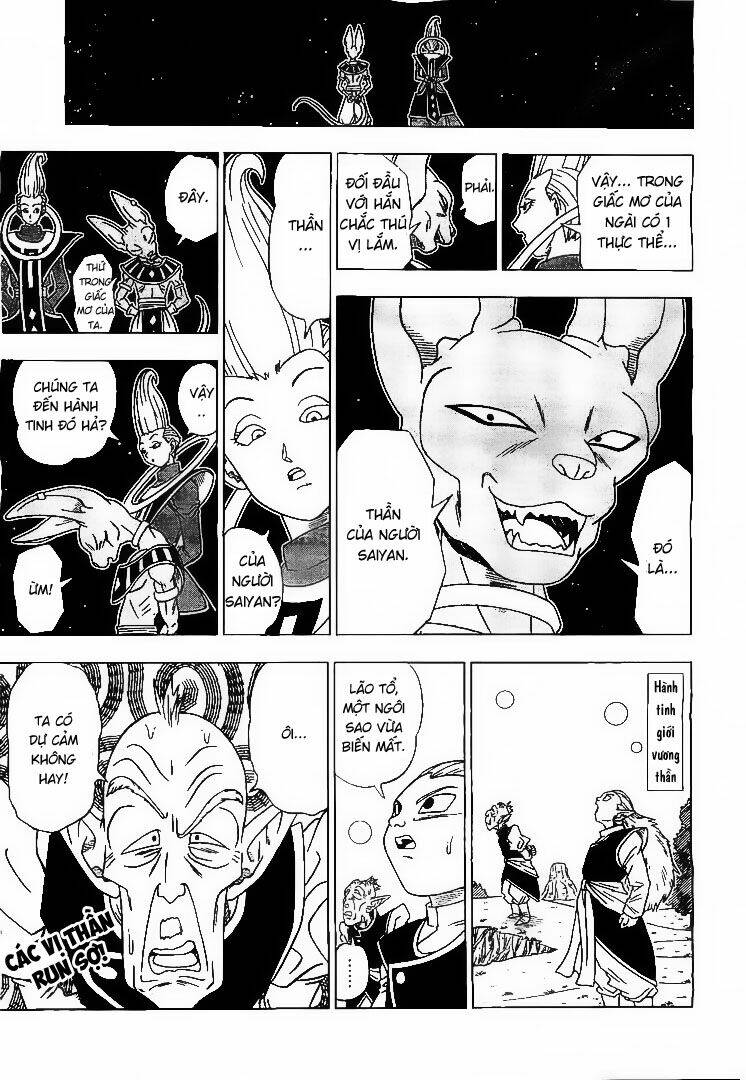 VẬY... TRONG
GIẤC MƠ CỦA
NGÀI CÓ 1
THỰC THỂ...
PHẢI.
ĐỐI ĐẦU
VỚI HẮN
CHẮC THÚ
VỊ LẮM.
ĐÓ
LÀ...
THẦN
CỦA NGƯỜI
SAIYAN.
THẦN
...
CỦA
NGƯỜI
SAIYAN?
ĐÂY.
THỨ
TRONG
GIẤC MƠ
CỦA TA.
VẬY
..
CHÚNG TA
ĐẾN HÀNH
TINH ĐÓ HẢ?
ỪM!
Hành
tinh
giới
vương
thần
LÃO TỔ,
MỘT NGÔI
SAO VỪA
BIẾN MẤT.
......
ÔI...
TA CÓ
DỰ CẢM
KHÔNG
HAY!
CÁC VỊ THẦN
RUN SỢ!